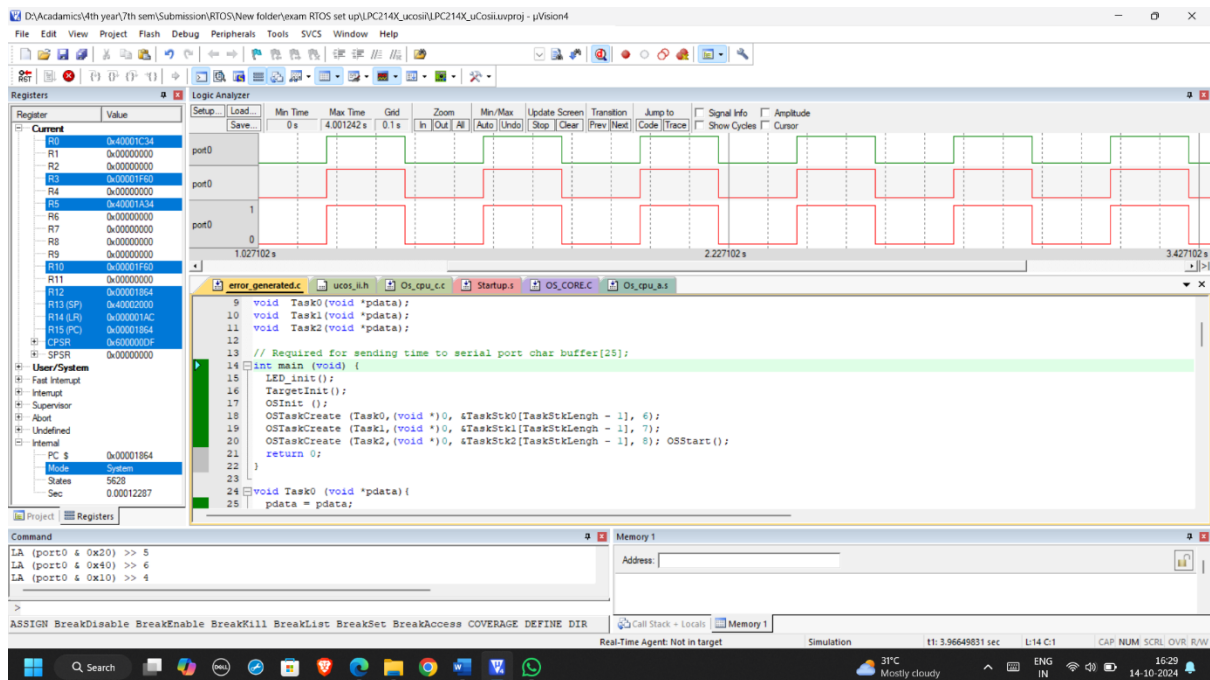 D:\Acadamics\4th year\7th sem\Submission\RTOS\New folder\exam RTOS set up\LPC214X_ucosii\LPC214X_uCosii.uvproj - µVision4
File Edit View Project Flash Debug Peripherals Tools SVCS Window Help
Registers
Register Value
Current
R0 0x40001C34
R1 0x00000000
R2 0x00000000
R3 0x00001F60
R4 0x00000000
R5 0x40001A34
R6 0x00000000
R7 0x00000000
R8 0x00000000
R9 0x00000000
R10 0x00001F60
R11 0x00000000
R12 0x00001864
R13 (SP) 0x40002000
R14 (LR) 0x000001AC
R15 (PC) 0x00001864
CPSR 0x600000DF
SPSR 0x00000000
User/System
Fast Interrupt
Interrupt
Supervisor
Abort
Undefined
Internal
PC $ 0x00001864
Mode System
States 5628
Sec 0.00012287
Project Registers
Logic Analyzer
Setup... Load... Min Time Max Time Grid Zoom Min/Max Update Screen Transition Jump to Signal Info Amplitude
Save... 0 s 4.001242 s 0.1 s In Out All Auto Undo Stop Clear Prev Next Code Trace Show Cycles Cursor
port0
port0
1
port0
0
1.027102 s 2.227102 s 3.427102 s
error_generated.c ucos_ii.h Os_cpu_c.c Startup.s OS_CORE.C Os_cpu_a.s
9 void Task0(void *pdata);
10 void Task1(void *pdata);
11 void Task2(void *pdata);
12
13 // Required for sending time to serial port char buffer[25];
14 int main (void) {
15 LED_init();
16 TargetInit();
17 OSInit ();
18 OSTaskCreate (Task0,(void *)0, &TaskStk0[TaskStkLengh - 1], 6);
19 OSTaskCreate (Task1,(void *)0, &TaskStk1[TaskStkLengh - 1], 7);
20 OSTaskCreate (Task2,(void *)0, &TaskStk2[TaskStkLengh - 1], 8); OSStart();
21 return 0;
22 }
23
24 void Task0 (void *pdata){
25 pdata = pdata;
Command
LA (port0 & 0x20) >> 5
LA (port0 & 0x40) >> 6
LA (port0 & 0x10) >> 4
>
ASSIGN BreakDisable BreakEnable BreakKill BreakList BreakSet BreakAccess COVERAGE DEFINE DIR
Memory 1
Address:
Call Stack + Locals Memory 1
Real-Time Agent: Not in target Simulation t1: 3.96649831 sec L:14 C:1 CAP NUM SCRL OVR R/W
Search
DELL
31°C
Mostly cloudy
ENG
IN
16:29
14-10-2024